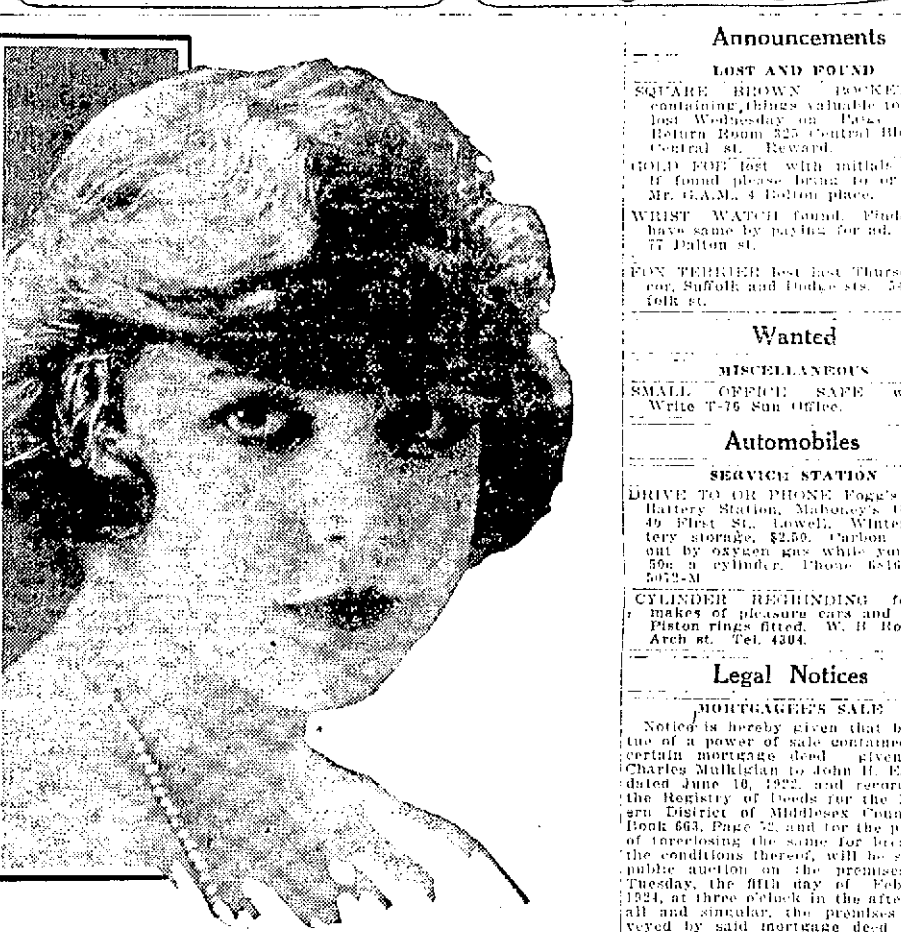 Announcements
LOST AND FOUND
SQUARE BROWN
containing things valuable to
lost Wednesday on Paige
Return Room 325 Central
Central st. Reward.
GOLD FOB lost with initials
If found please bring to or
Mr. G.A.M., 4 Bolton place.
WRIST WATCH found.
have same by paying for ad.
77 Dalton st.
FOX TERRIER lost last
cor. Suffolk and Dodge sts.
folk st.
Wanted
MISCELLANEOUS
SMALL OFFICE SAFE w
Write T-76 Sun Office.
Automobiles
SERVICE STATION
DRIVE TO OR PHONE Fogg's
Battery Station, Mahoney's
49 First St., Lowell. Winter
tery storage, $2.50. Carbon
out by oxygen gas while
50c a cylinder. Phone
5072-M
CYLINDER REGRINDING
makes of pleasure cars and
Piston rings fitted. W. B. Ro
Arch st. Tel. 4304.
Legal Notices
MORTGAGEE'S SALE
Notice is hereby given that b
tue of a power of sale contained
certain mortgage deed given
Charles to John H. E
dated June 10, 1922, and recor
the Registry of Deeds for the
ern District of Middlesex Coun
Book 663, Page 52, and for the p
of foreclosing the same for
the conditions thereof, will be s
public auction on the premises
Tuesday, the fifth day of Feb
1924, at three o'clock in the after
all and singular, the premises
veyed by said mortgage deed